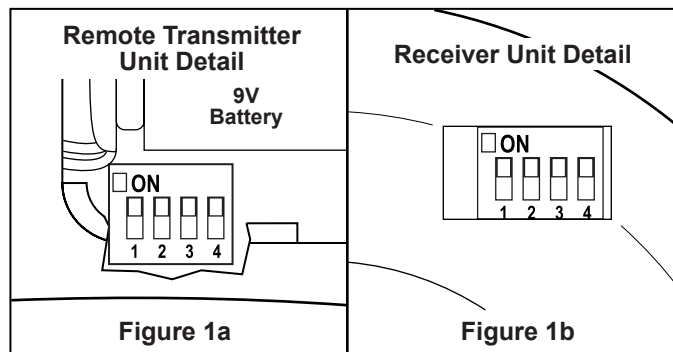 Remote Transmitter
Unit Detail
9V
Battery
ON
1 2 3 4
Figure 1a
Receiver Unit Detail
ON
1 2 3 4
Figure 1b